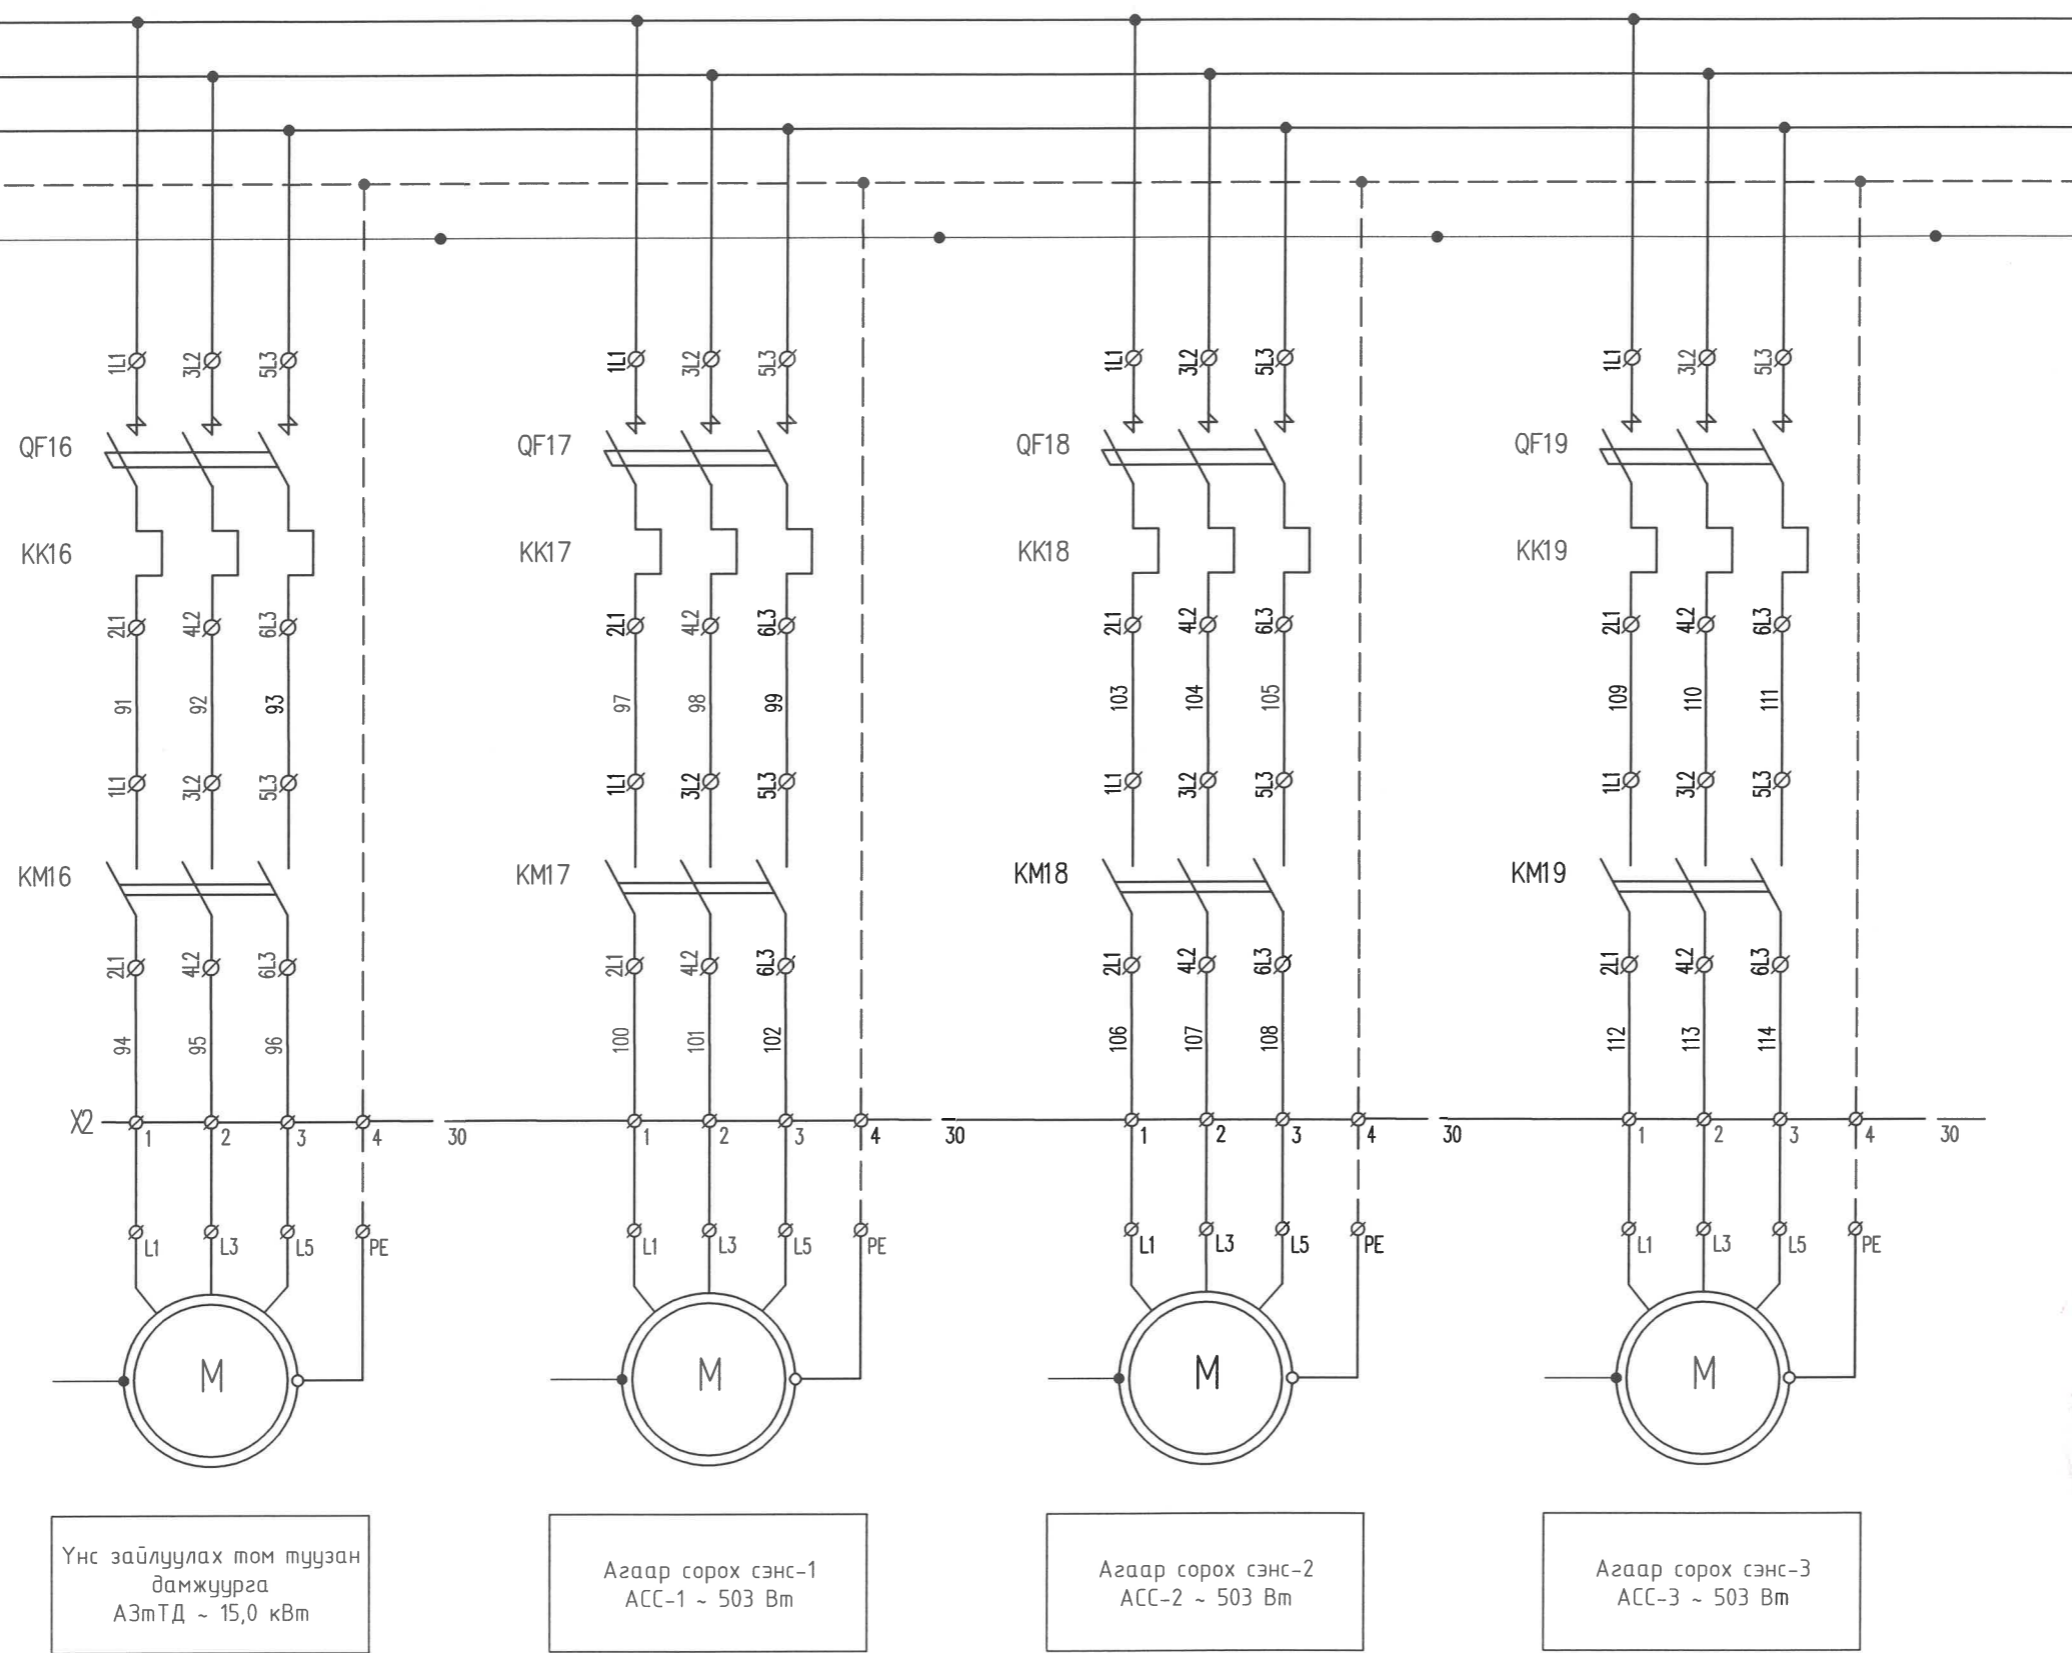 1L1 3L2 5L3 1L1 3L2 5L3 1L1 3L2 5L3 1L1 3L2 5L3
QF16 QF17 QF18 QF19
KK16 KK17 KK18 KK19
2L1 4L2 6L3 2L1 4L2 6L3 2L1 4L2 6L3 2L1 4L2 6L3
91 92 93 97 98 99 103 104 105 109 110 111
1L1 3L2 5L3 1L1 3L2 5L3 1L1 3L2 5L3 1L1 3L2 5L3
KM16 KM17 KM18 KM19
2L1 4L2 6L3 2L1 4L2 6L3 2L1 4L2 6L3 2L1 4L2 6L3
94 95 96 100 101 102 106 107 108 112 113 114
X2 1 2 3 4 30 1 2 3 4 30 1 2 3 4 30 1 2 3 4 30
L1 L3 L5 PE L1 L3 L5 PE L1 L3 L5 PE L1 L3 L5 PE
M M M M
Үнс зайлуулах том туузан
дамжуурга
АЗтТД ~ 15,0 кВт
Агаар сорох сэнс-1
АСС-1 ~ 503 Вт
Агаар сорох сэнс-2
АСС-2 ~ 503 Вт
Агаар сорох сэнс-3
АСС-3 ~ 503 Вт